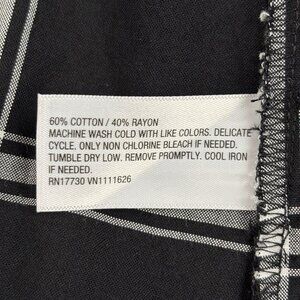 60% COTTON / 40% RAYON
MACHINE WASH COLD WITH LIKE COLORS. DELICATE
CYCLE. ONLY NON CHLORINE BLEACH IF NEEDED.
TUMBLE DRY LOW. REMOVE PROMPTLY. COOL IRON
IF NEEDED.
RN17730 VN1111626